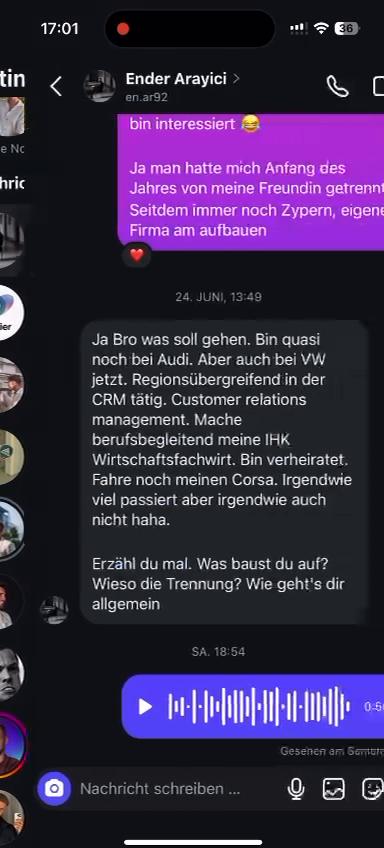 17:01
36
tin
Ender Arayici
en.ar92
e Nc
hric
ier
bin interessiert 😂
Ja man hatte mich Anfang des
Jahres von meine Freundin getrennt
Seitdem immer noch Zypern, eigene
Firma am aufbauen
❤️
24. JUNI, 13:49
Ja Bro was soll gehen. Bin quasi
noch bei Audi. Aber auch bei VW
jetzt. Regionsübergreifend in der
CRM tätig. Customer relations
management. Mache
berufsbegleitend meine IHK
Wirtschaftsfachwirt. Bin verheiratet.
Fahre noch meinen Corsa. Irgendwie
viel passiert aber irgendwie auch
nicht haha.
Erzähl du mal. Was baust du auf?
Wieso die Trennung? Wie geht's dir
allgemein
SA. 18:54
Gesehen am
Nachricht schreiben ...